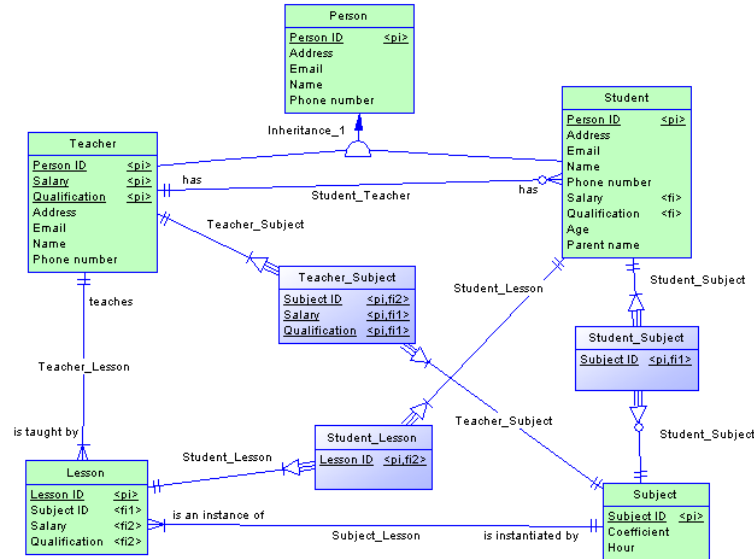 Person
Person ID <pi>
Address
Email
Name
Phone number
Inheritance_1
Student
Person ID <pi>
Address
Email
Name
Phone number
Salary <fi>
Qualification <fi>
Age
Parent name
Teacher
Person ID <pi>
Salary <pi>
Qualification <pi>
Address
Email
Name
Phone number
has
has
Student_Teacher
Teacher_Subject
Teacher_Subject
Subject ID <pi,fi2>
Salary <pi,fi1>
Qualification <pi,fi1>
Student_Lesson
Student_Subject
Student_Subject
Subject ID <pi,fi1>
teaches
Teacher_Lesson
is taught by
Teacher_Subject
Student_Subject
Student_Lesson
Student_Lesson
Lesson ID <pi,fi2>
Lesson
Lesson ID <pi>
Subject ID <fi1>
Salary <fi2>
Qualification <fi2>
is an instance of
Subject_Lesson
is instantiated by
Subject
Subject ID <pi>
Coefficient
Hour